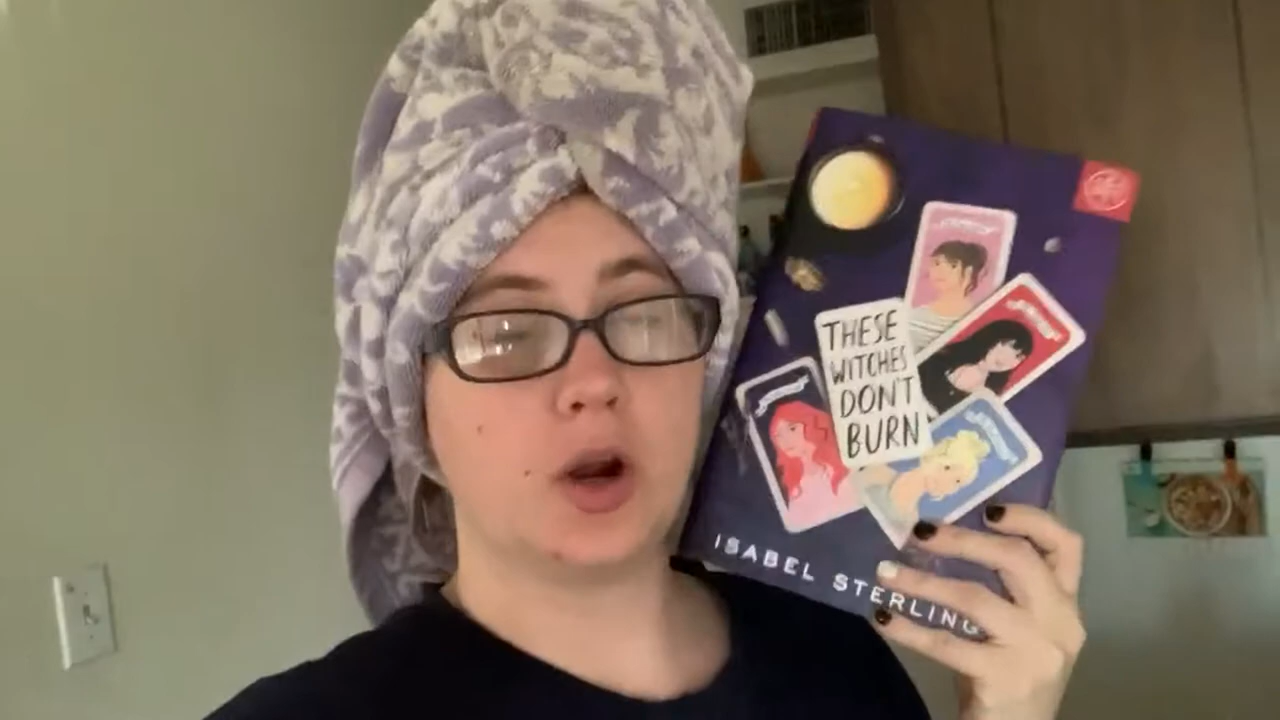 THESE
WITCHES
DON'T
BURN
ISABEL STERLING